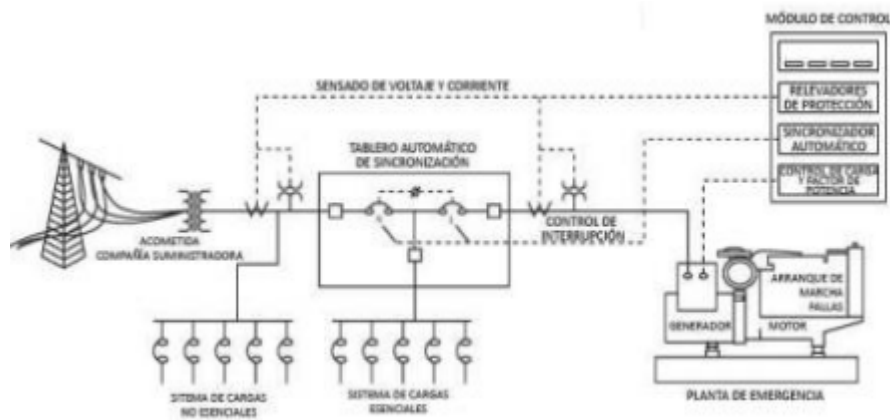 MÓDULO DE CONTROL
SENSADO DE VOLTAJE Y CORRIENTE
RELEVADORES
DE PROTECCIÓN
SINCRONIZADOR
AUTOMÁTICO
CONTROL DE CARGA
Y FACTOR DE
POTENCIA
TABLERO AUTOMÁTICO
DE SINCRONIZACIÓN
CONTROL DE
INTERRUPCIÓN
ACOMETIDA
COMPAÑÍA SUMINISTRADORA
ARRANQUE DE
MARCHA
FALLAS
GENERADOR
MOTOR
SITEMA DE CARGAS
NO ESENCIALES
SISTEMA DE CARGAS
ESENCIALES
PLANTA DE EMERGENCIA